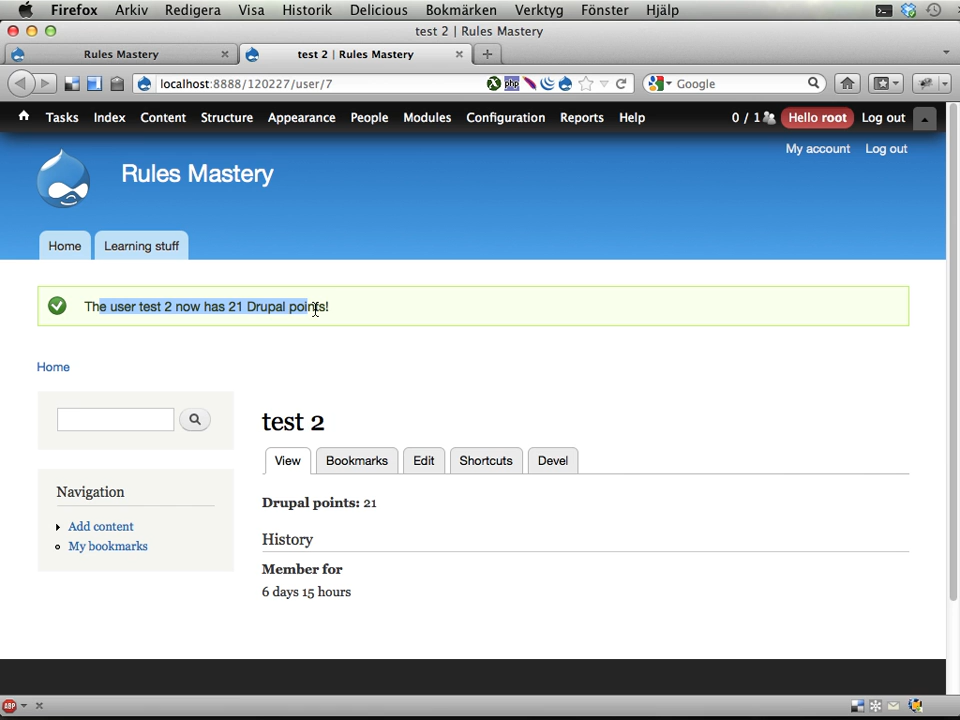 Firefox Arkiv Redigera Visa Historik Delicious Bokmärken Verktyg Fönster Hjälp
test 2 | Rules Mastery
Rules Mastery test 2 | Rules Mastery
localhost:8888/120227/user/7 php Google
Tasks Index Content Structure Appearance People Modules Configuration Reports Help 0 / 1 Hello root Log out
My account Log out
Rules Mastery
Home Learning stuff
The user test 2 now has 21 Drupal points!
Home
test 2
View Bookmarks Edit Shortcuts Devel
Navigation
Add content
My bookmarks
Drupal points: 21
History
Member for
6 days 15 hours
ABP